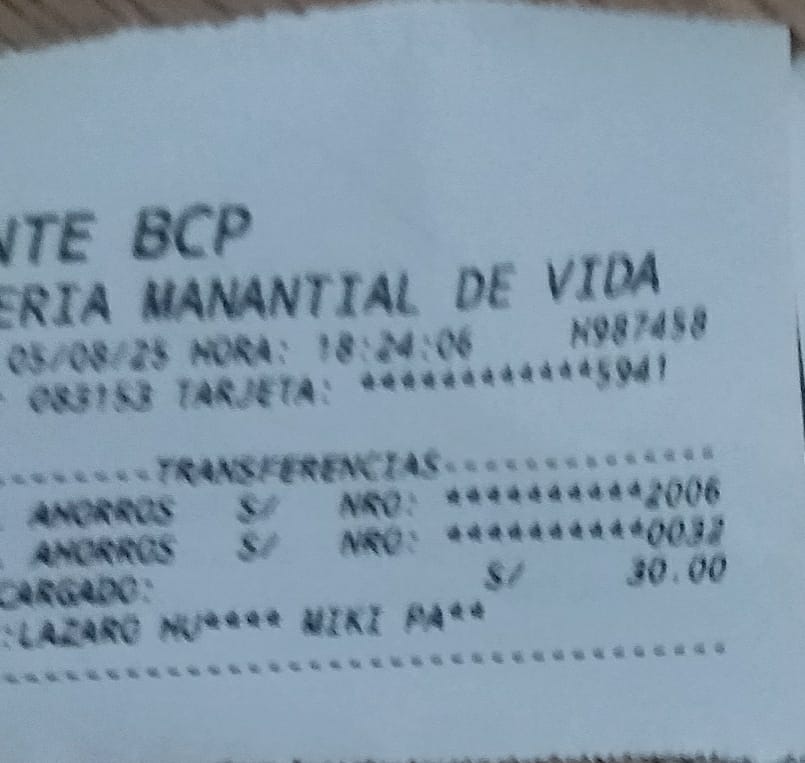 NTE BCP
ERIA MANANTIAL DE VIDA
05/08/25 HORA: 18:24:06 N987458
083153 TARJETA: ************5941
--------TRANSFERENCIAS--------------
AHORROS S/ NRO: **********2006
AHORROS S/ NRO: **********0032
CARGADO: S/ 30.00
:LAZARO HU**** MIKI PA**
------------------------------------